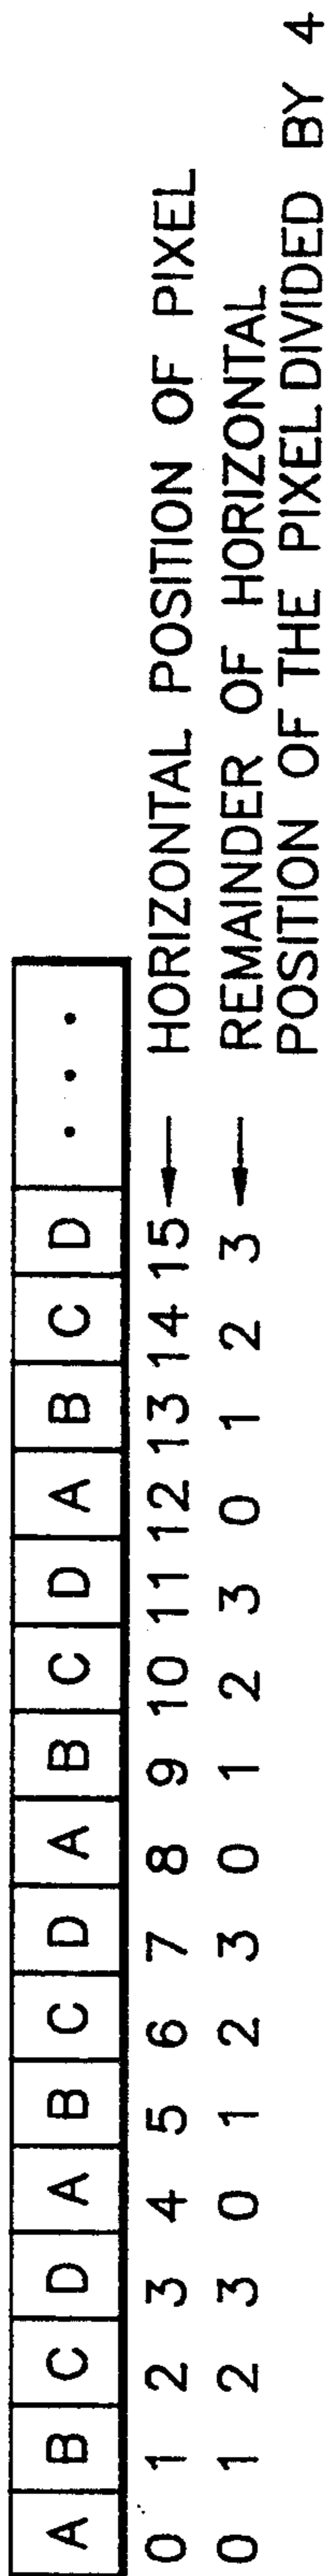 A B C D A B C D A B C D A B C D . . .
0 1 2 3 4 5 6 7 8 9 10 11 12 13 14 15 ← HORIZONTAL POSITION OF PIXEL
0 1 2 3 0 1 2 3 0 1 2 3 0 1 2 3 ← REMAINDER OF HORIZONTAL
POSITION OF THE PIXEL DIVIDED BY 4